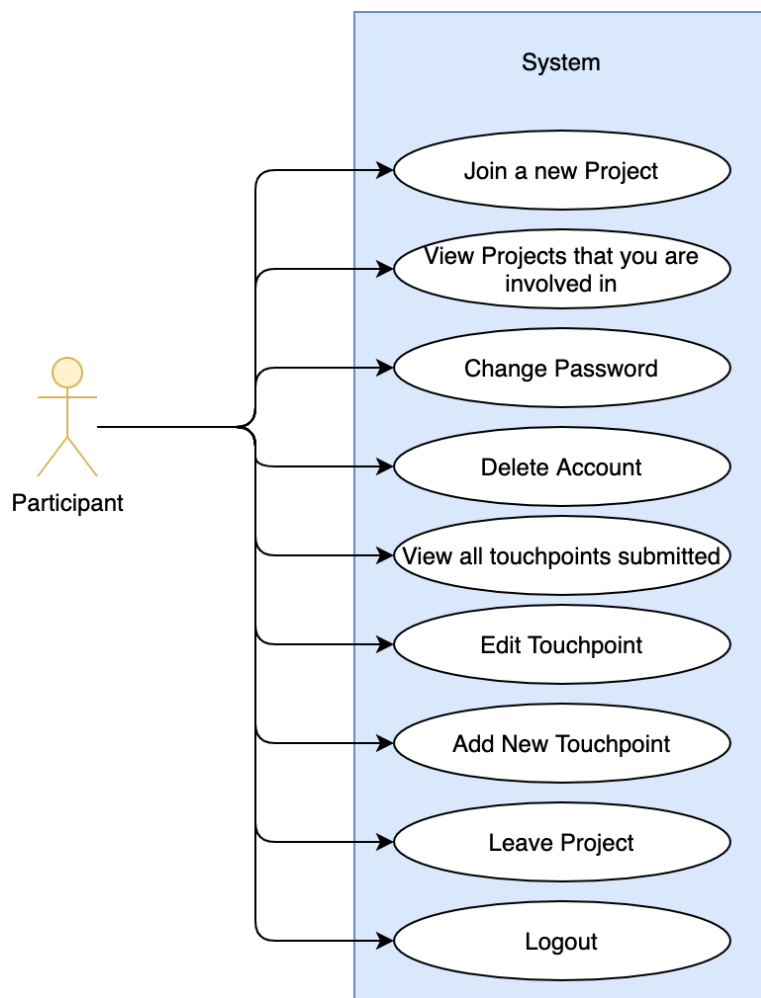 System
Join a new Project
View Projects that you are
involved in
Change Password
Participant
Delete Account
View all touchpoints submitted
Edit Touchpoint
Add New Touchpoint
Leave Project
Logout